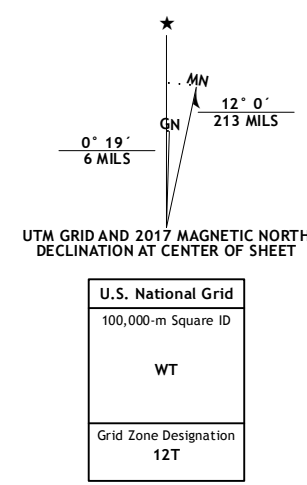 ★
MN
GN
12° 0´
213 MILS
0° 19´
6 MILS
UTM GRID AND 2017 MAGNETIC NORTH
DECLINATION AT CENTER OF SHEET
U.S. National Grid
100,000-m Square ID
WT
Grid Zone Designation
12T